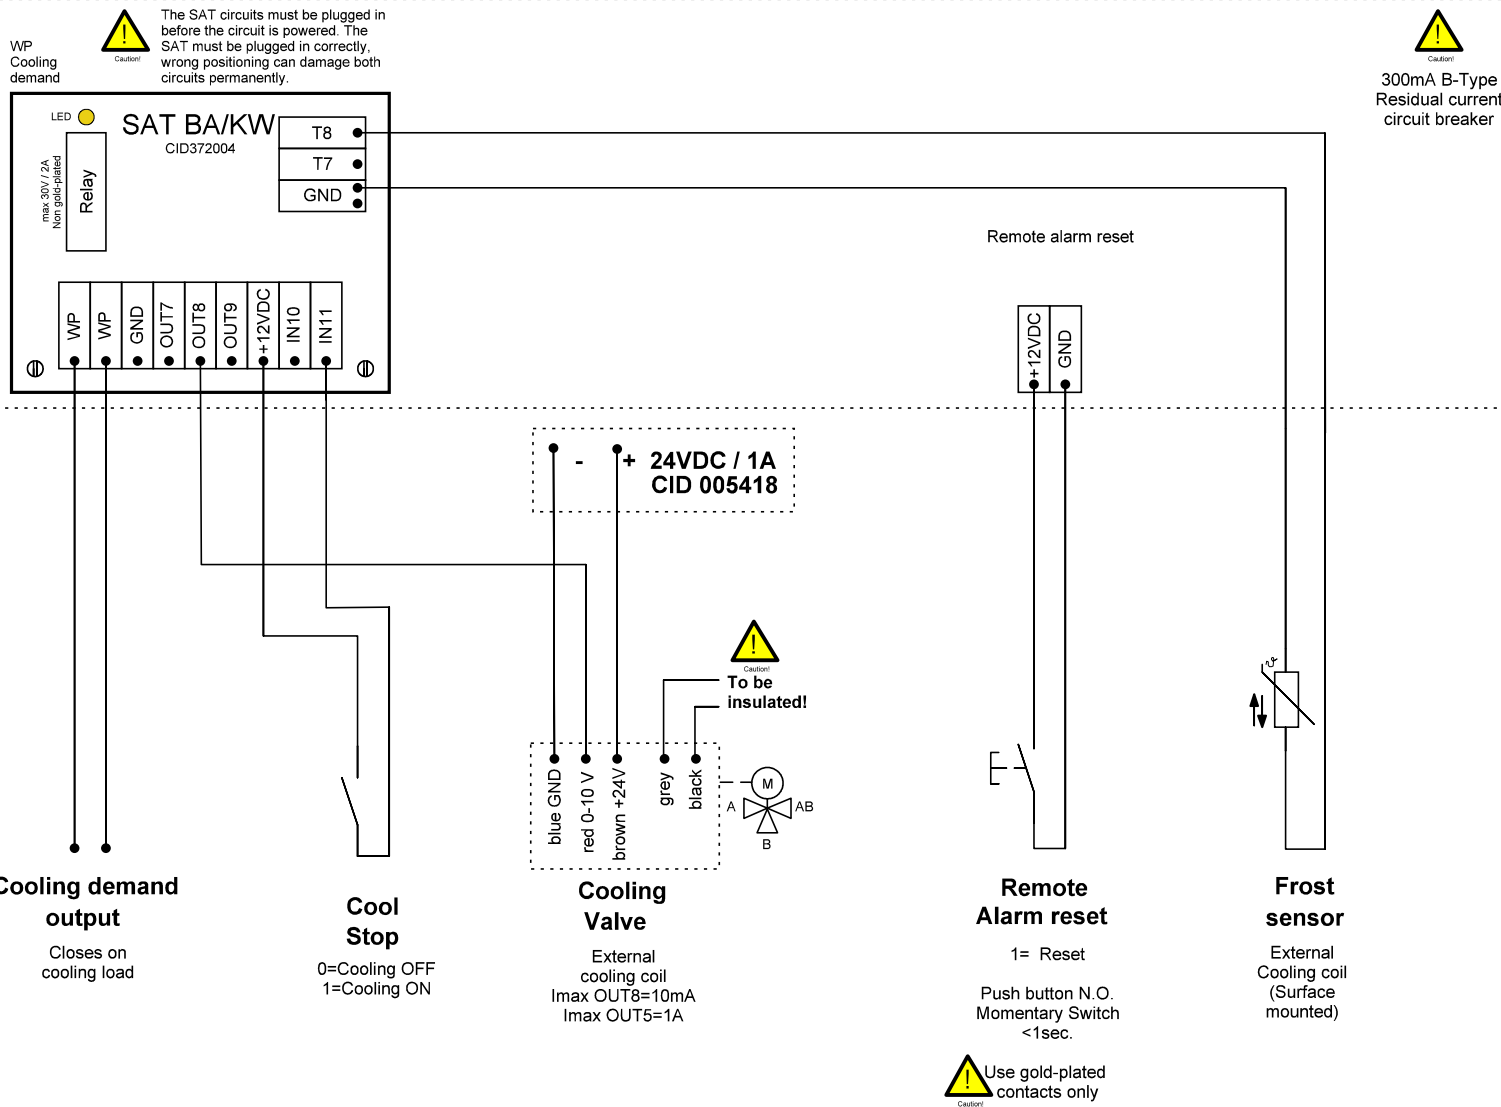 The SAT circuits must be plugged in
before the circuit is powered. The
SAT must be plugged in correctly,
wrong positioning can damage both
circuits permanently.
!
Caution!
WP
Cooling
demand
!
Caution!
300mA B-Type
Residual current
circuit breaker
LED
SAT BA/KW
CID372004
T8
T7
GND
max 30V / 2A
Non gold-plated
Relay
Remote alarm reset
WP
WP
GND
OUT7
OUT8
OUT9
+12VDC
IN10
IN11
+12VDC
GND
- + 24VDC / 1A
CID 005418
!
Caution!
To be
insulated!
blue GND
red 0-10 V
brown +24V
grey
black
M
A
AB
B
ϑ
Cooling demand
output
Closes on
cooling load
Cool
Stop
0=Cooling OFF
1=Cooling ON
Cooling
Valve
External
cooling coil
Imax OUT8=10mA
Imax OUT5=1A
Remote
Alarm reset
1= Reset
Push button N.O.
Momentary Switch
<1sec.
!
Caution!
Use gold-plated
contacts only
Frost
sensor
External
Cooling coil
(Surface
mounted)